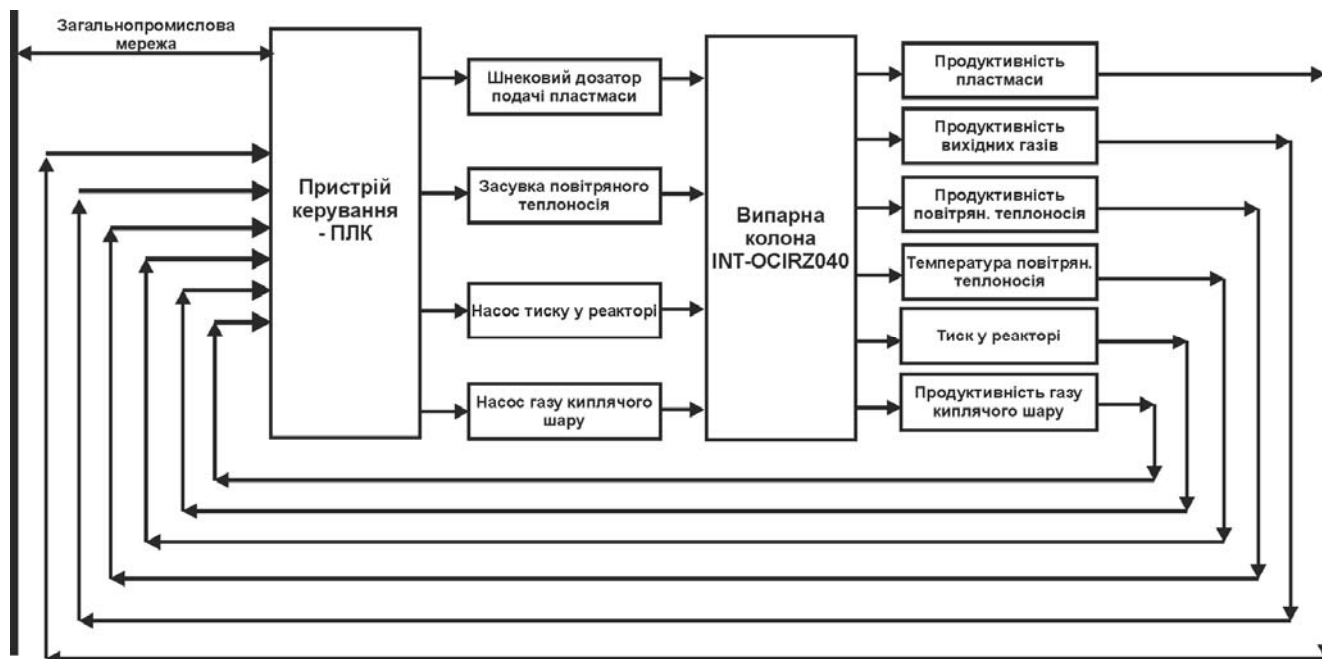 Загальнопромислова
мережа
Пристрій
керування
- ПЛК
Шнековий дозатор
подачі пластмаси
Засувка повітряного
теплоносія
Насос тиску у реакторі
Насос газу киплячого
шару
Випарна
колона
INT-OCIRZ040
Продуктивність
пластмаси
Продуктивність
вихідних газів
Продуктивність
повітрян. теплоносія
Температура повітрян.
теплоносія
Тиск у реакторі
Продуктивність газу
киплячого шару